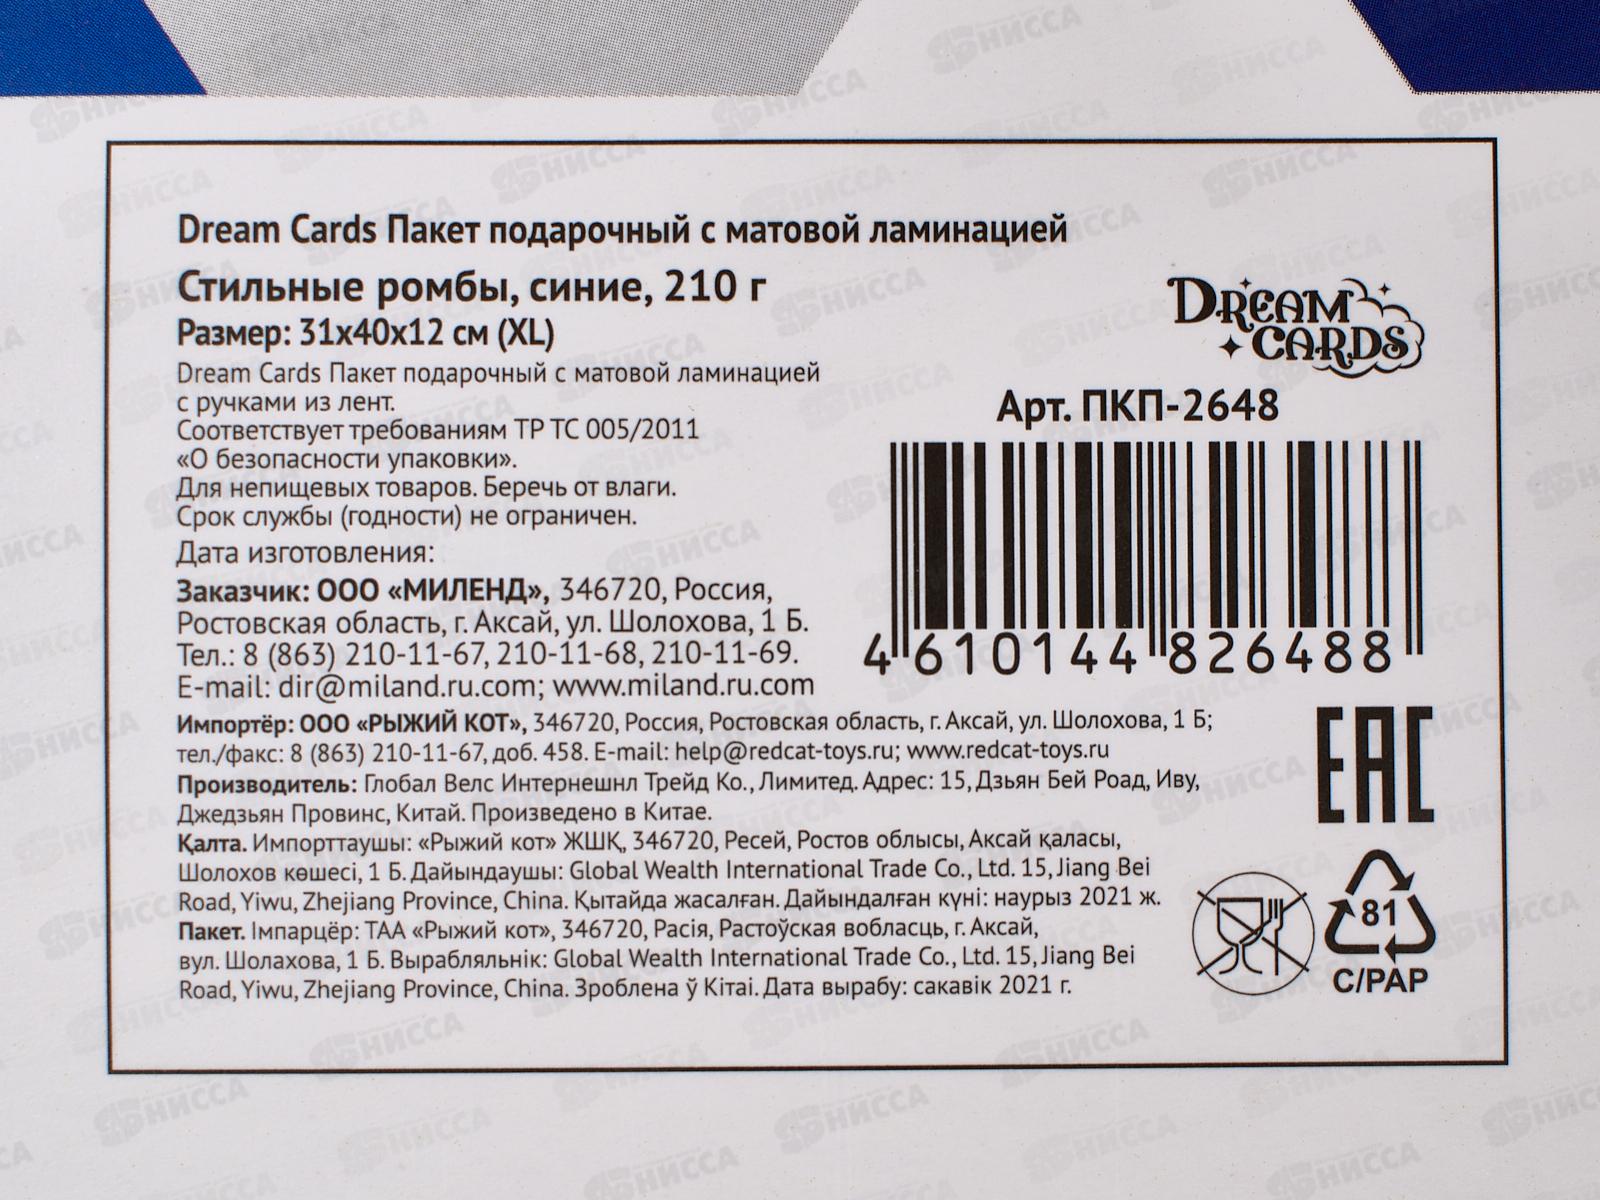 Dream Cards Пакет подарочный с матовой ламинацией
Стильные ромбы, синие, 210 г
Размер: 31х40х12 см (XL)
Dream Cards Пакет подарочный с матовой ламинацией
с ручками из лент.
Соответствует требованиям ТР ТС 005/2011
«О безопасности упаковки».
Для непищевых товаров. Беречь от влаги.
Срок службы (годности) не ограничен.
Дата изготовления:
Заказчик: ООО «МИЛЕНД», 346720, Россия,
Ростовская область, г. Аксай, ул. Шолохова, 1 Б.
Тел.: 8 (863) 210-11-67, 210-11-68, 210-11-69.
E-mail: dir@miland.ru.com; www.miland.ru.com
DREAM
CARDS
Арт. ПКП-2648
4 610144 826488
Импортёр: ООО «РЫЖИЙ КОТ», 346720, Россия, Ростовская область, г. Аксай, ул. Шолохова, 1 Б;
тел./факс: 8 (863) 210-11-67, доб. 458. E-mail: help@redcat-toys.ru; www.redcat-toys.ru
Производитель: Глобал Велс Интернешнл Трейд Ко., Лимитед. Адрес: 15, Дзьян Бей Роад, Иву,
Джедзьян Провинс, Китай. Произведено в Китае.
Қалта. Импорттаушы: «Рыжий кот» ЖШҚ, 346720, Ресей, Ростов облысы, Аксай қаласы,
Шолохов көшесі, 1 Б. Дайындаушы: Global Wealth International Trade Co., Ltd. 15, Jiang Bei
Road, Yiwu, Zhejiang Province, China. Қытайда жасалған. Дайындалған күні: наурыз 2021 ж.
Пакет. Імпарцёр: ТАА «Рыжий кот», 346720, Расія, Растоўская вобласць, г. Аксай,
вул. Шолахова, 1 Б. Вырабляльнік: Global Wealth International Trade Co., Ltd. 15, Jiang Bei
Road, Yiwu, Zhejiang Province, China. Зроблена ў Кітаі. Дата вырабу: сакавік 2021 г.
EAC
81
C/PAP
НИССА